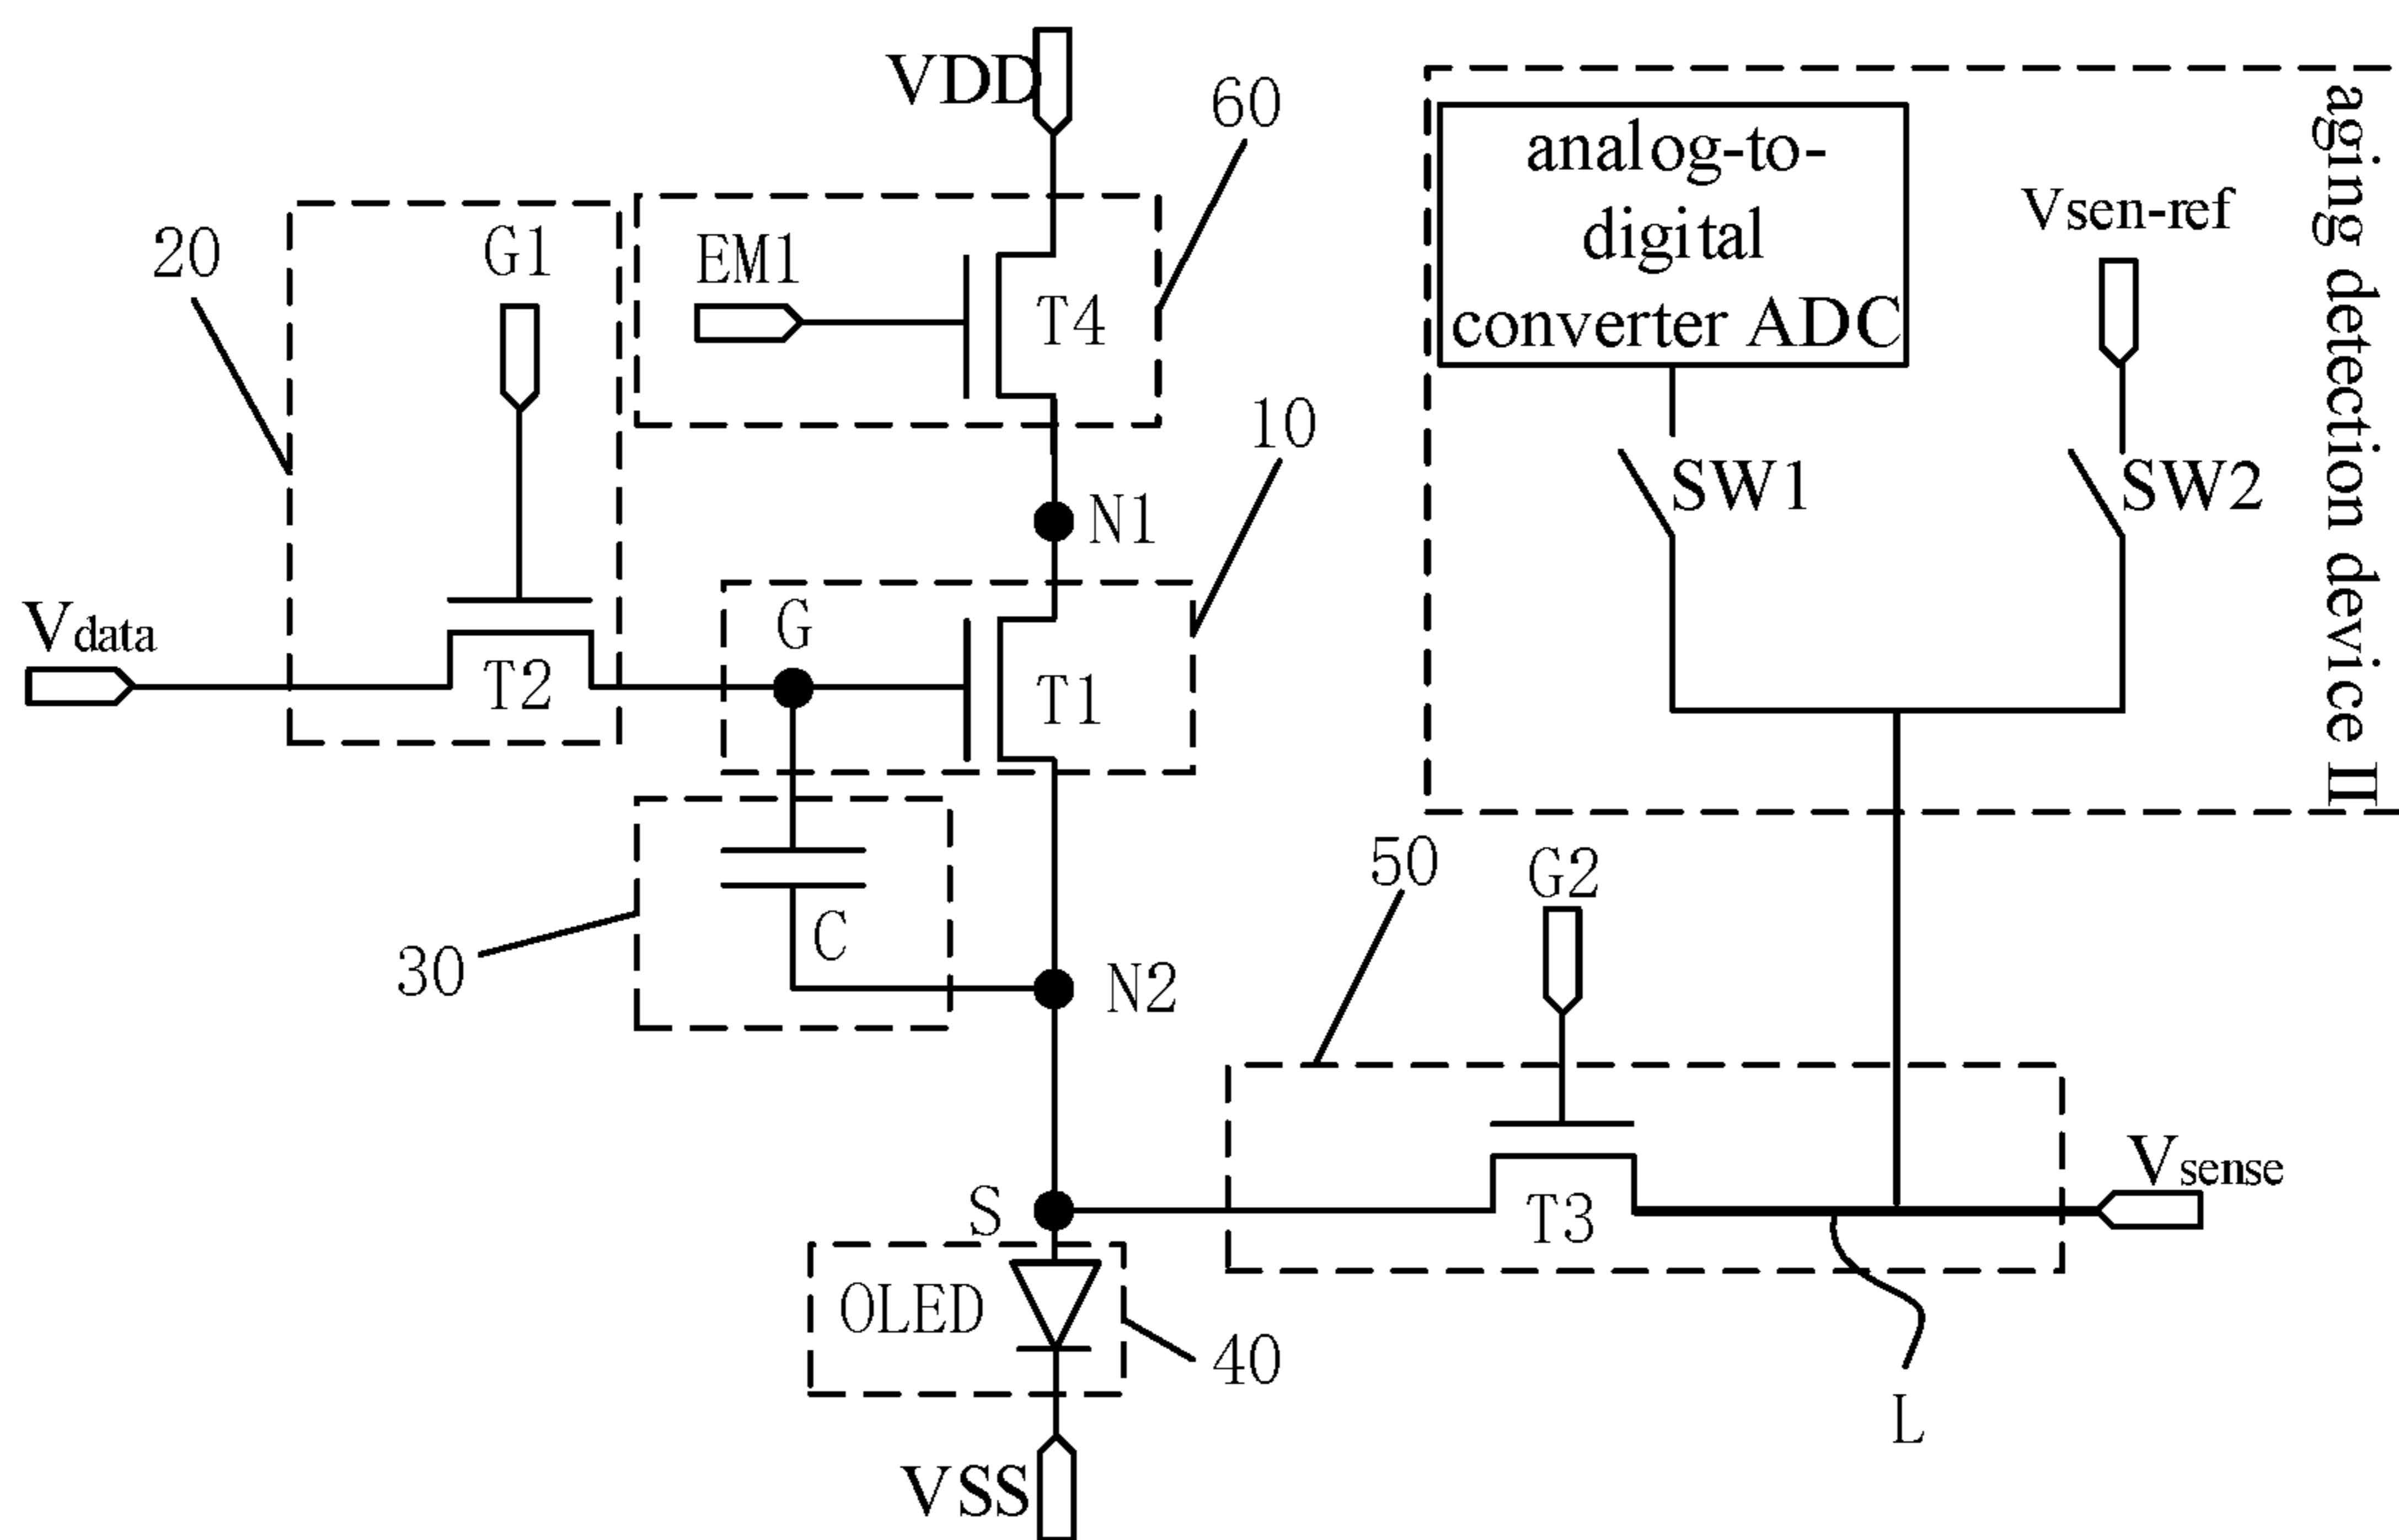 VDD
60
analog-to-
digital
converter ADC
Vsen-ref
aging detection device II
20
G1
EM1
T4
10
SW1
SW2
N1
Vdata
G
T2
T1
50
G2
C
30
N2
Vsense
S
T3
OLED
40
L
VSS